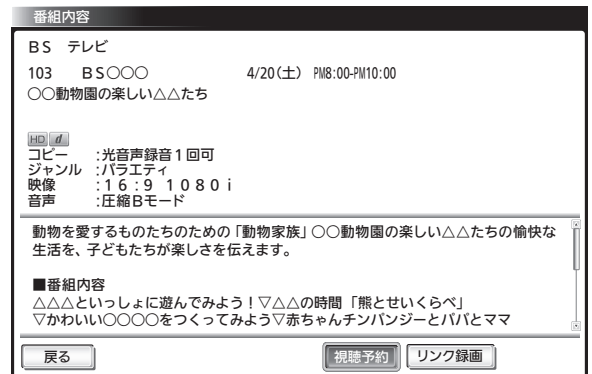 番組内容
BS テレビ
103 BS○○○ 4/20(土) PM8:00-PM10:00
○○動物園の楽しい△△たち
HD d
コピー :光音声録音1回可
ジャンル :バラエティ
映像 :16:9 1080i
音声 :圧縮Bモード
動物を愛するものたちのための「動物家族」○○動物園の楽しい△△たちの愉快な
生活を、子どもたちが楽しさを伝えます。
■番組内容
△△△といっしょに遊んでみよう!▽△△の時間「熊とせいくらべ」
▽かわいい○○○○をつくってみよう▽赤ちゃんチンパンジーとパパとママ
戻る 視聴予約 リンク録画